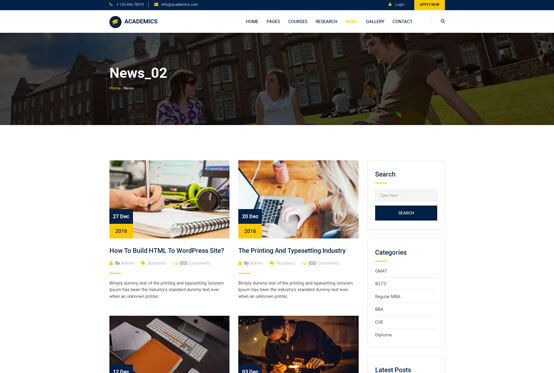 + 123 456 78910
info@academics.com
Login
APPLY NOW
ACADEMICS
HOME PAGES COURSES RESEARCH NEWS GALLERY CONTACT
News_02
Home - News
27 Dec
2016
How To Build HTML To WordPress Site?
By Admin Business (03) Comments
Bimply dummy text of the printing and typesetting istryrem
Ipsum has been the industry's standard dummy text ever
when an unknown printer.
20 Dec
2016
The Printing And Typesetting Industry
By Admin Business (03) Comments
Bimply dummy text of the printing and typesetting istryrem
Ipsum has been the industry's standard dummy text ever
when an unknown printer.
Search
Type Here
SEARCH
Categories
GMAT
IELTS
Regular MBA
BBA
CSE
Diploma
12 Dec
03 Dec
Latest Posts